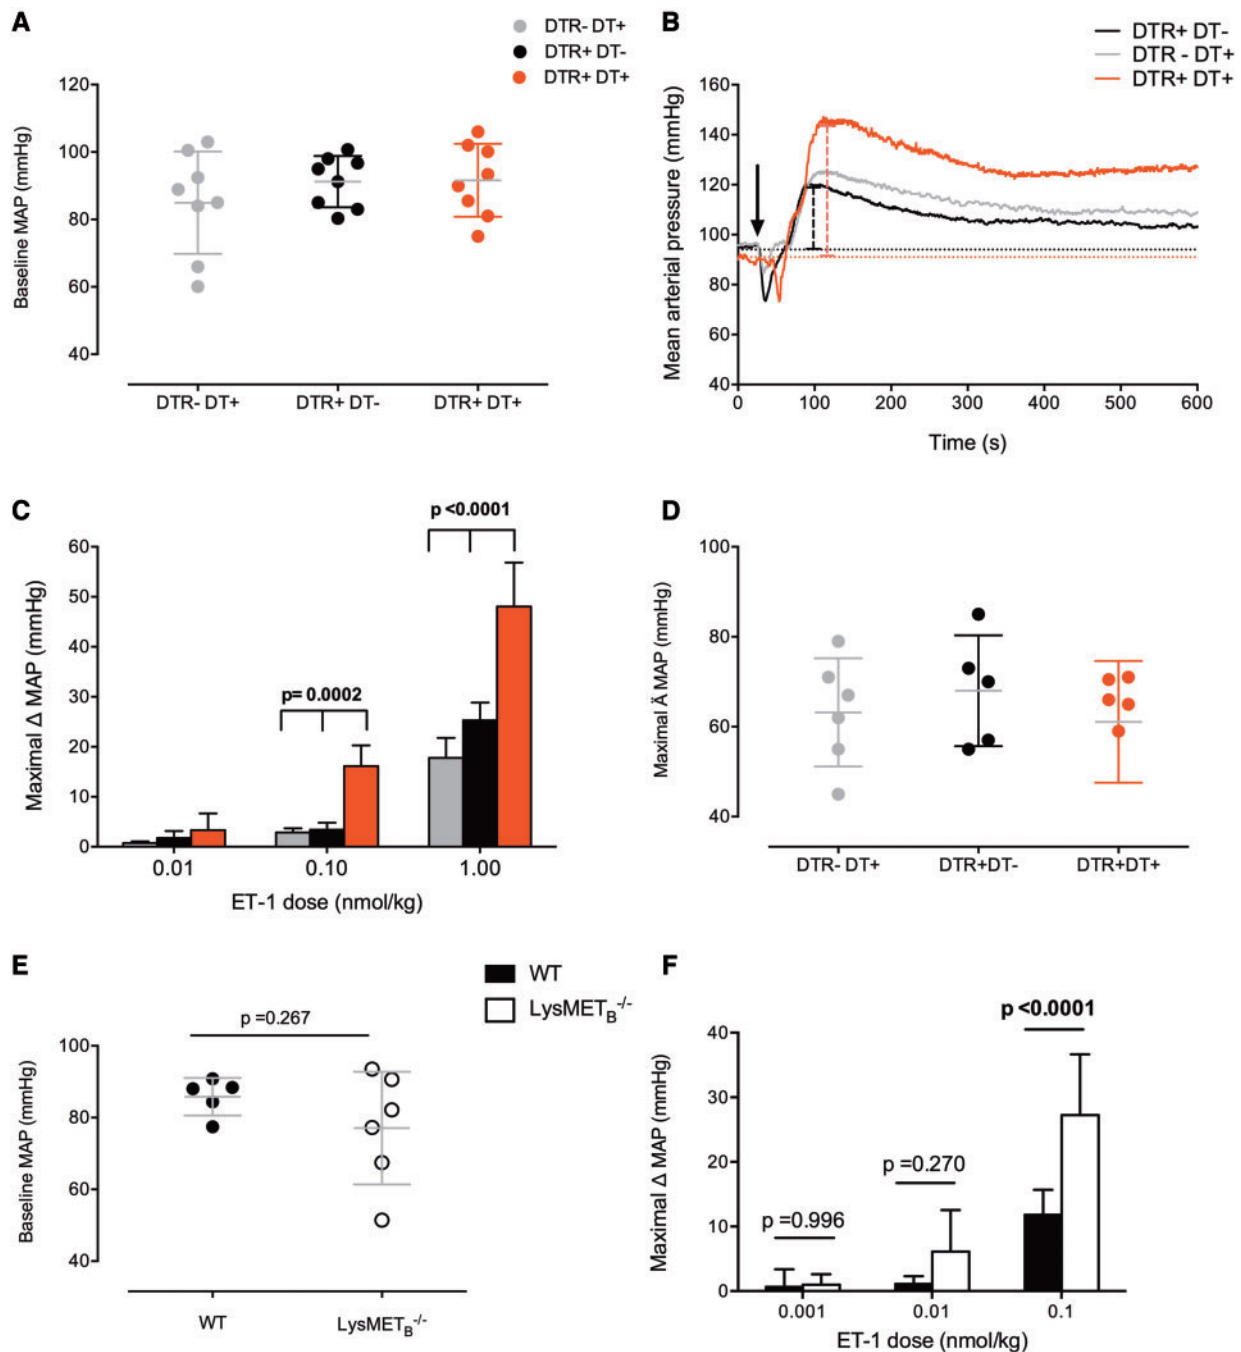 A
DTR- DT+
DTR+ DT-
DTR+ DT+
Baseline MAP (mmHg)
120
100
80
60
40
DTR- DT+ DTR+ DT- DTR+ DT+
B
DTR+ DT-
DTR - DT+
DTR+ DT+
Mean arterial pressure (mmHg)
160
140
120
100
80
60
40
0 100 200 300 400 500 600
Time (s)
C
p <0.0001
p= 0.0002
Maximal Δ MAP (mmHg)
60
50
40
30
20
10
0
0.01 0.10 1.00
ET-1 dose (nmol/kg)
D
Maximal Ä MAP (mmHg)
100
80
60
40
DTR- DT+ DTR+DT- DTR+DT+
E
WT
LysMET_B^-/-
p =0.267
Baseline MAP (mmHg)
100
80
60
40
WT LysMET_B^-/-
F
p <0.0001
p =0.270
p =0.996
Maximal Δ MAP (mmHg)
40
30
20
10
0
0.001 0.01 0.1
ET-1 dose (nmol/kg)